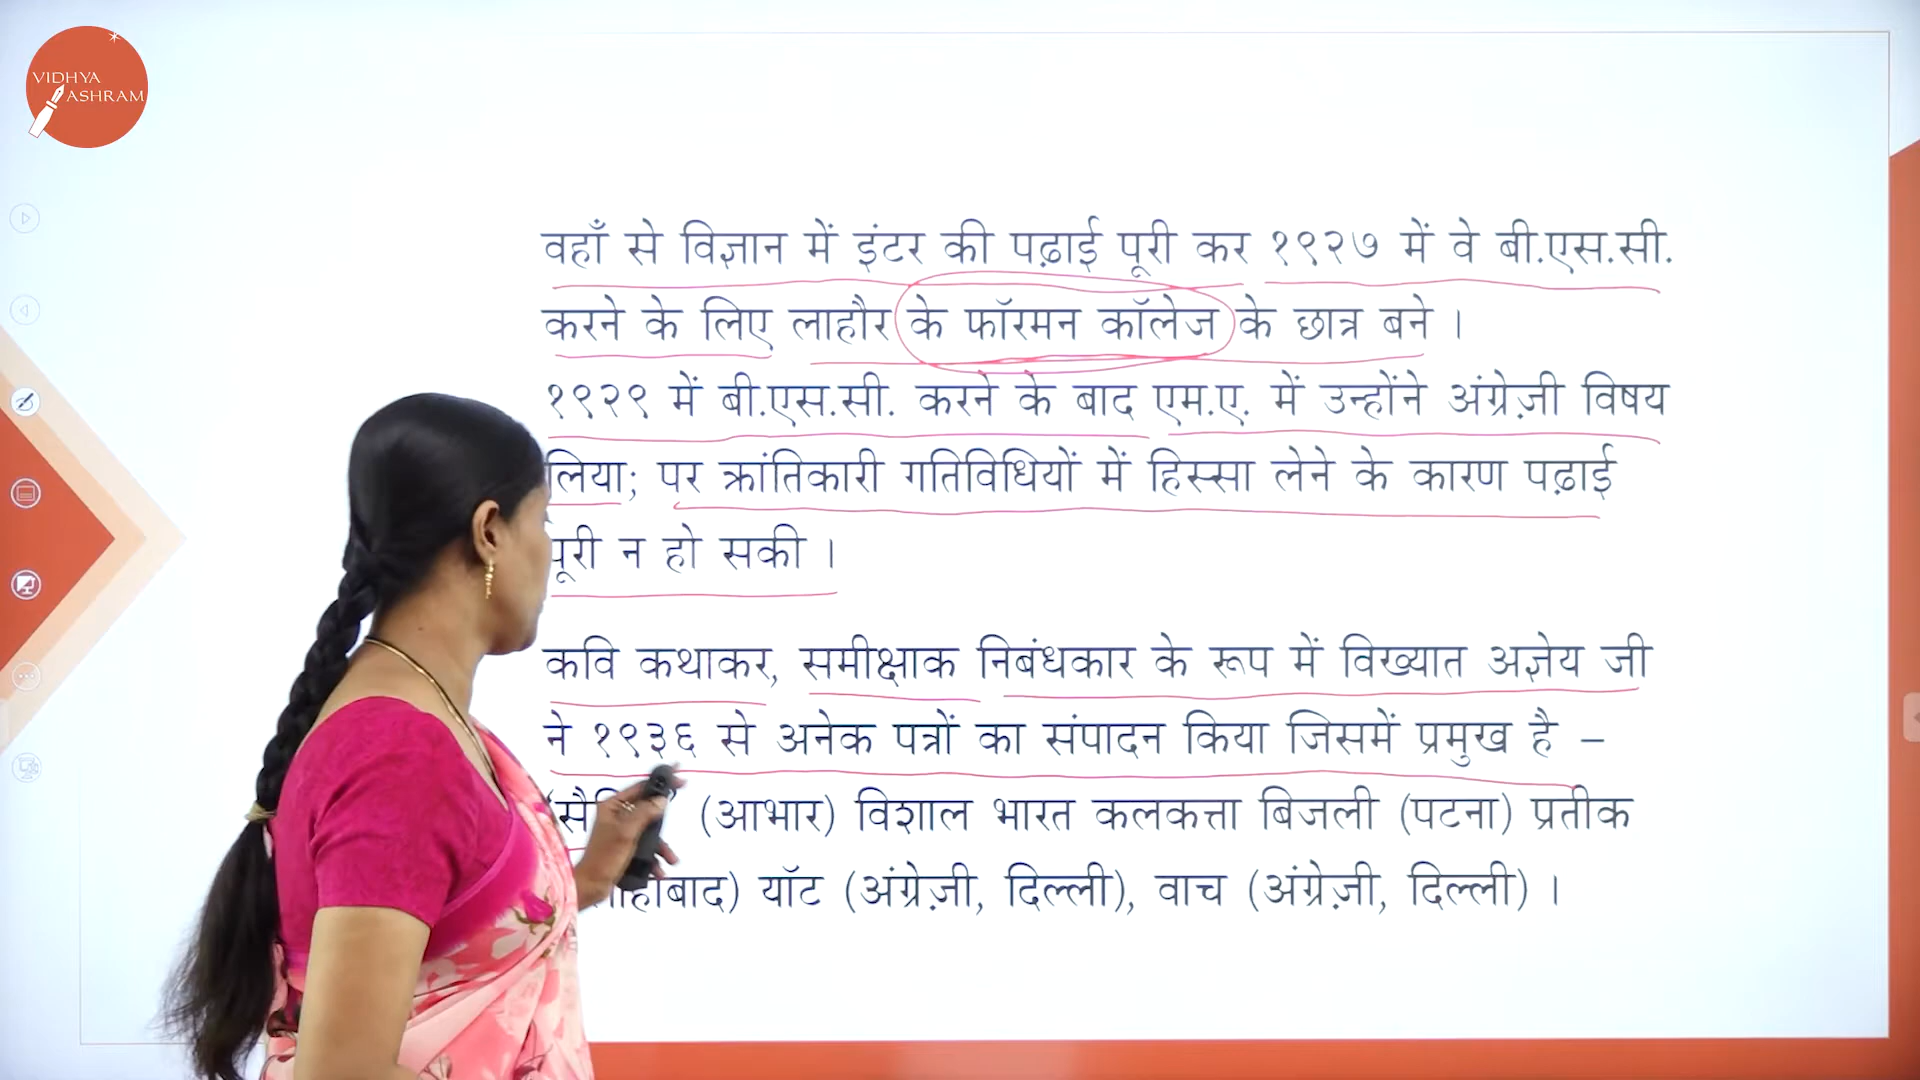 VIDHYA
ASHRAM
वहाँ से विज्ञान में इंटर की पढ़ाई पूरी कर १९२७ में वे बी.एस.सी.
करने के लिए लाहौर के फॉरमन कॉलेज के छात्र बने ।
१९२९ में बी.एस.सी. करने के बाद एम.ए. में उन्होंने अंग्रेज़ी विषय
लिया; पर क्रांतिकारी गतिविधियों में हिस्सा लेने के कारण पढ़ाई
पूरी न हो सकी ।
कवि कथाकर, समीक्षाक निबंधकार के रूप में विख्यात अज्ञेय जी
ने १९३६ से अनेक पत्रों का संपादन किया जिसमें प्रमुख है –
(आभार) विशाल भारत कलकत्ता बिजली (पटना) प्रतीक
यॉट (अंग्रेज़ी, दिल्ली), वाच (अंग्रेज़ी, दिल्ली) ।